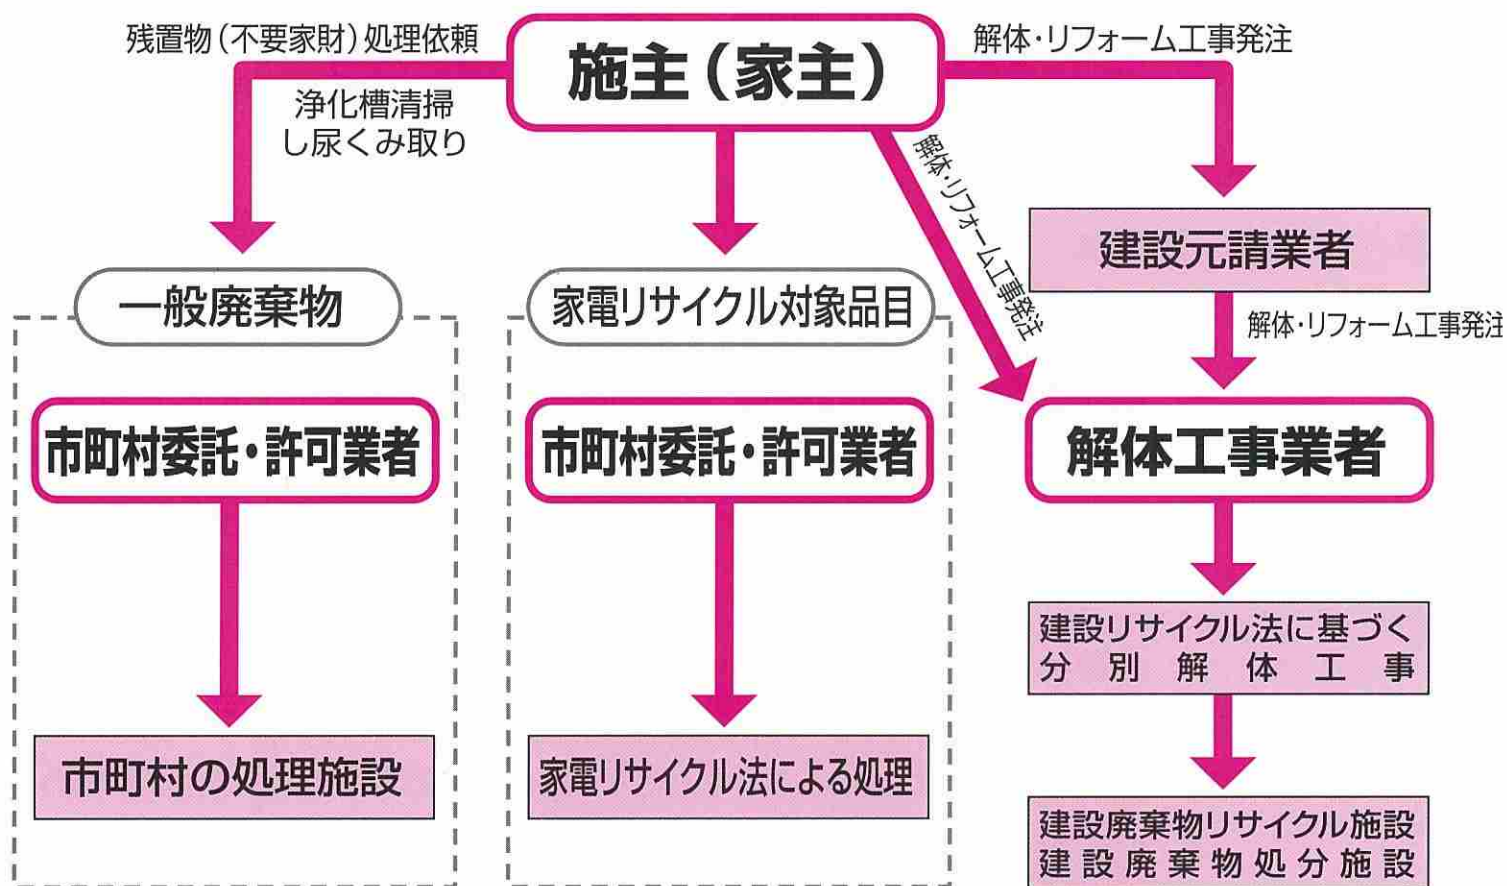 残置物(不要家財)処理依頼
浄化槽清掃
し尿くみ取り
施主(家主)
解体・リフォーム工事発注
解体・リフォーム工事発注
建設元請業者
解体・リフォーム工事発注
一般廃棄物
市町村委託・許可業者
市町村の処理施設
家電リサイクル対象品目
市町村委託・許可業者
家電リサイクル法による処理
解体工事業者
建設リサイクル法に基づく
分別解体工事
建設廃棄物リサイクル施設
建設廃棄物処分施設